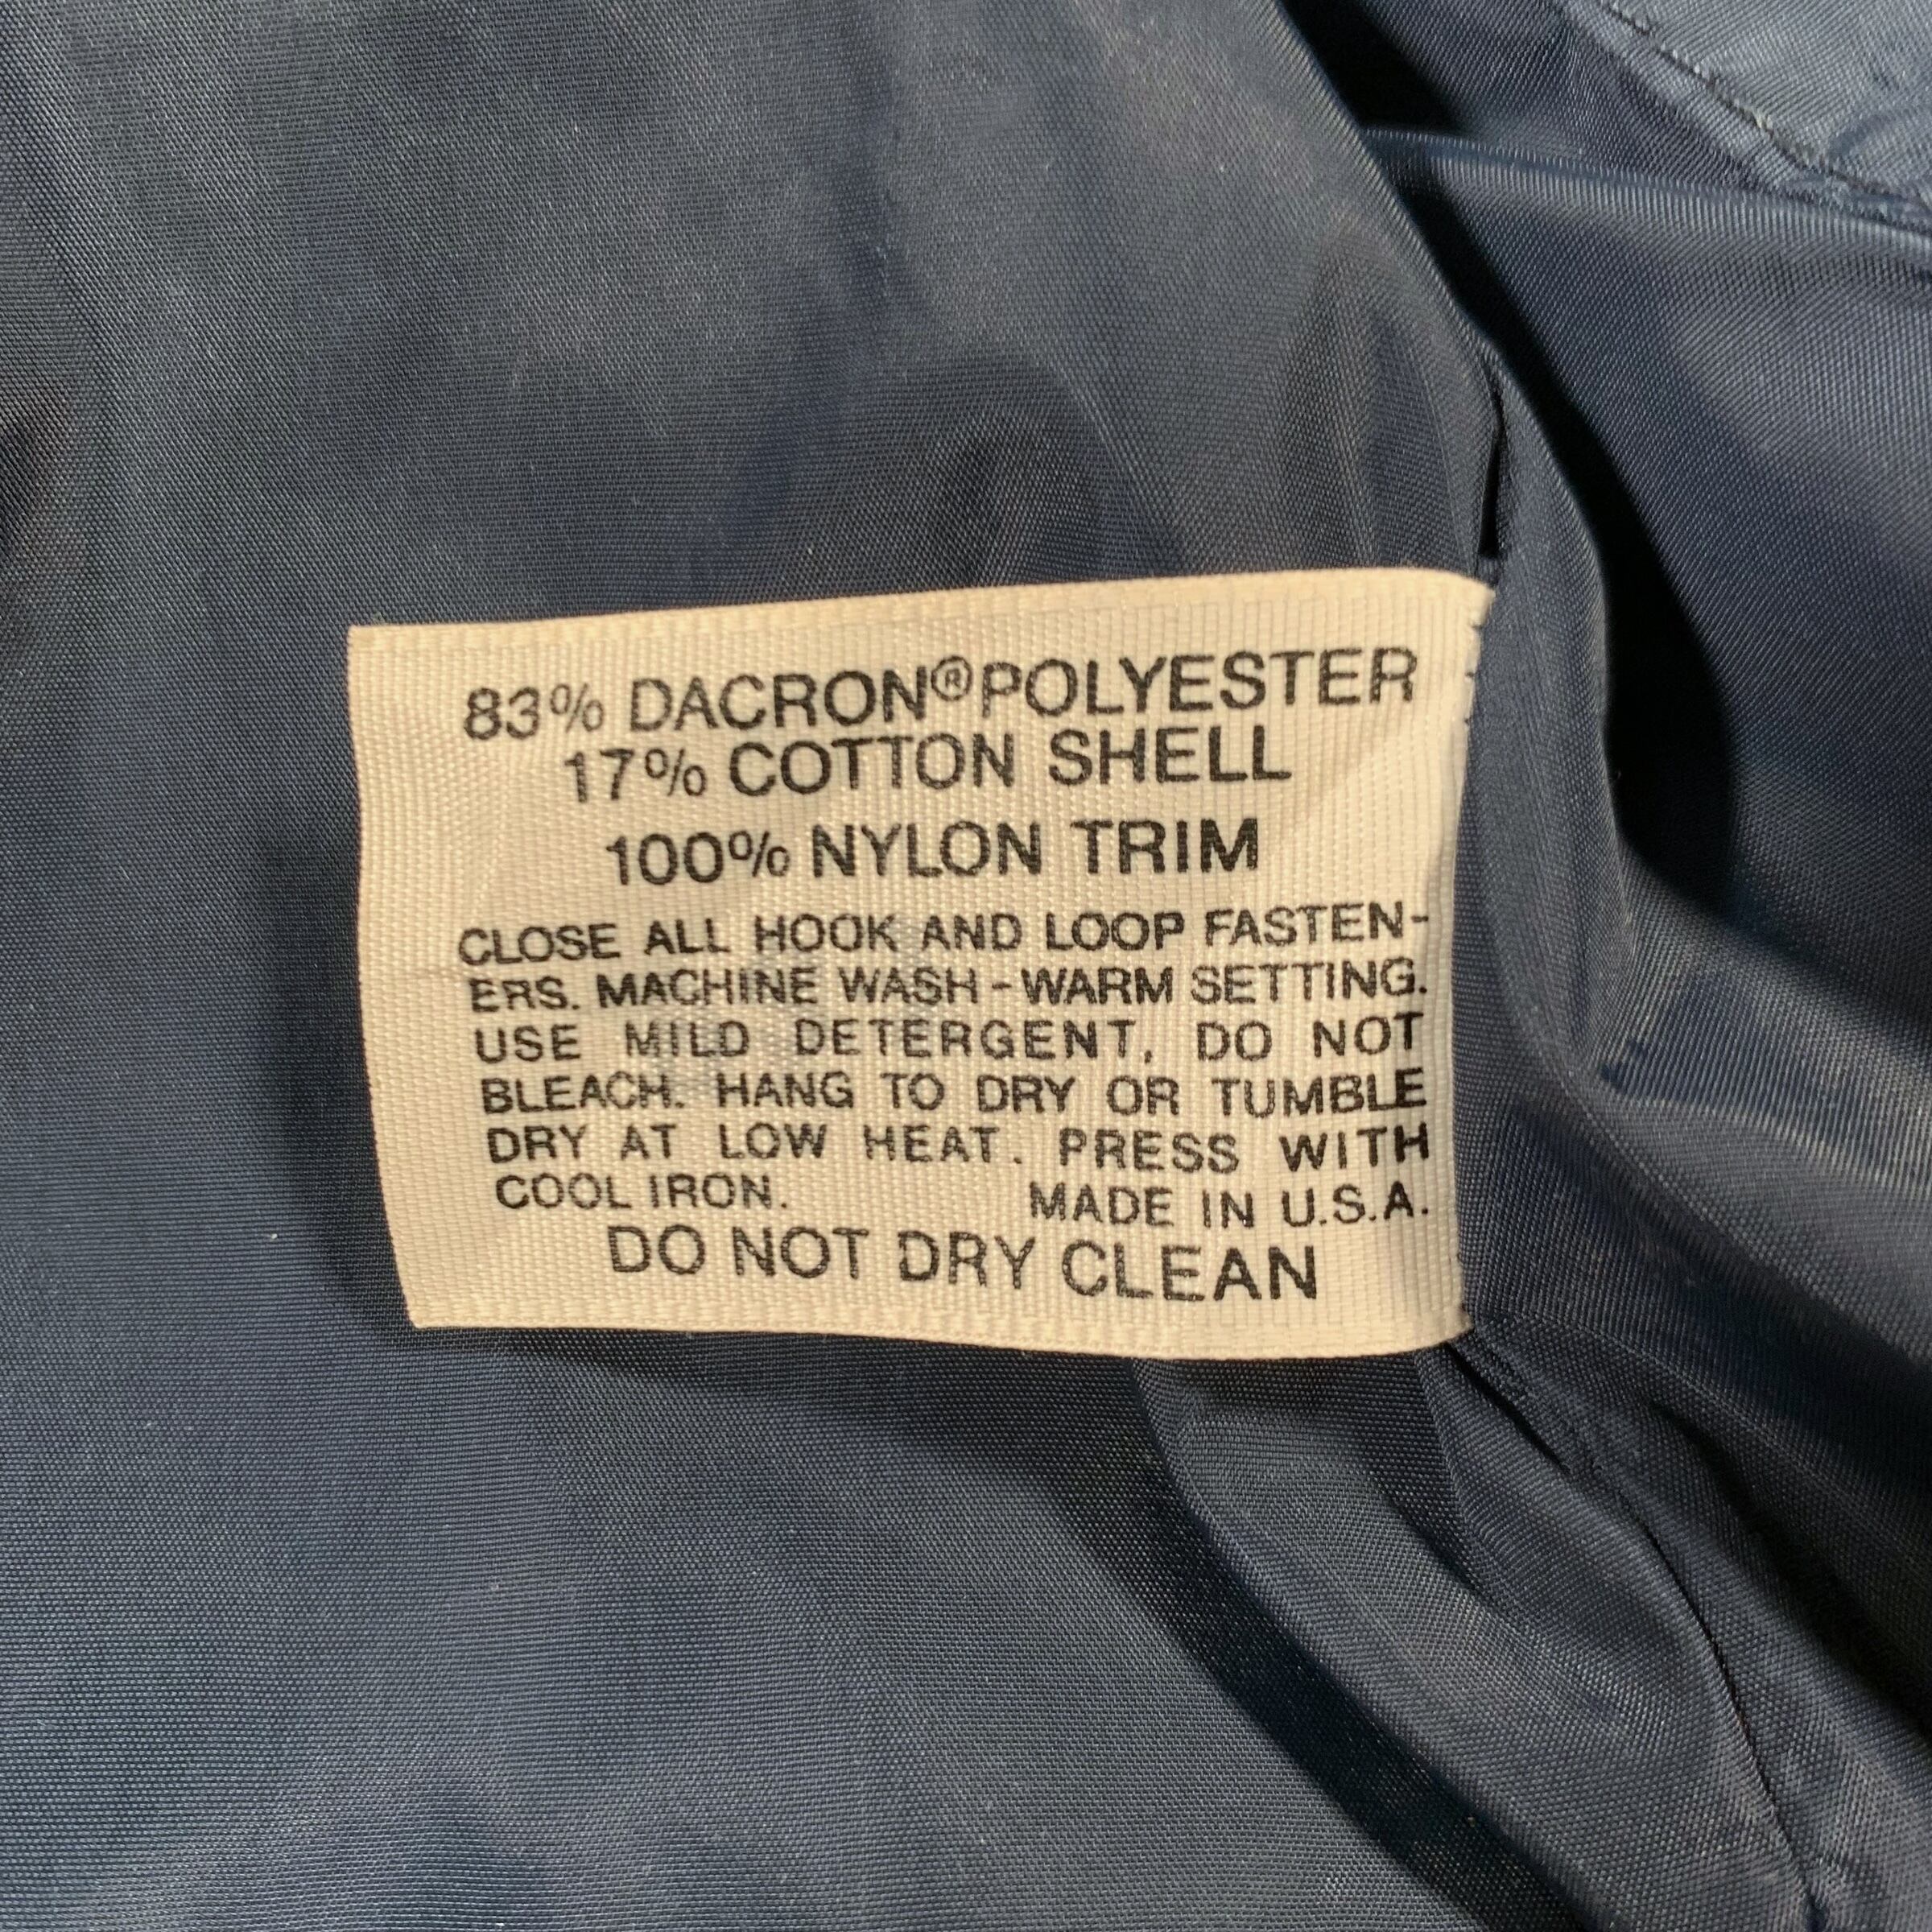 83% DACRON®POLYESTER
17% COTTON SHELL
100% NYLON TRIM
CLOSE ALL HOOK AND LOOP FASTEN-
ERS. MACHINE WASH-WARM SETTING.
USE MILD DETERGENT, DO NOT
BLEACH. HANG TO DRY OR TUMBLE
DRY AT LOW HEAT. PRESS WITH
COOL IRON. MADE IN U.S.A.
DO NOT DRY CLEAN